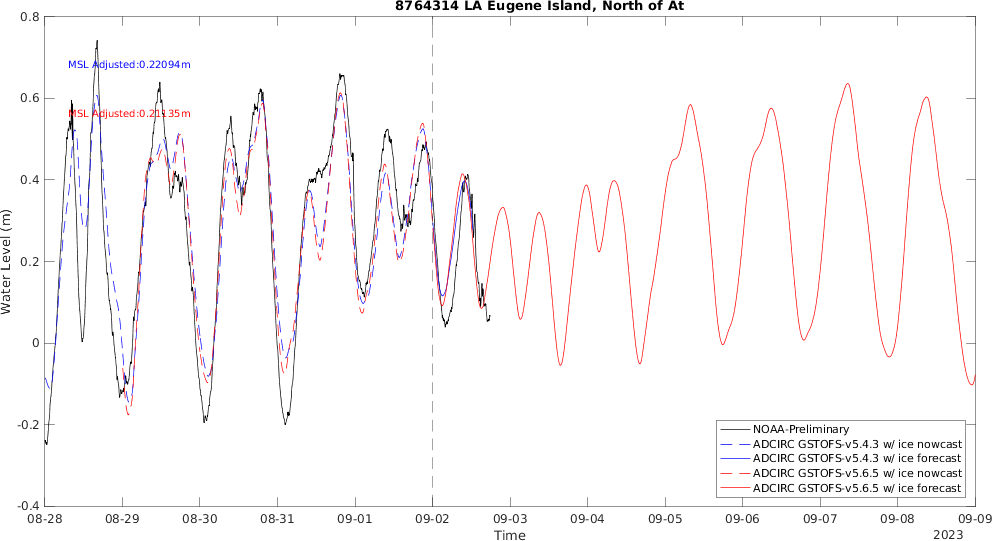 8764314 LA Eugene Island, North of At
MSL Adjusted:0.22094m
MSL Adjusted:0.21135m
Water Level (m)
0.8
0.6
0.4
0.2
0
-0.2
-0.4
NOAA-Preliminary
ADCIRC GSTOFS-v5.4.3 w/ ice nowcast
ADCIRC GSTOFS-v5.4.3 w/ ice forecast
ADCIRC GSTOFS-v5.6.5 w/ ice nowcast
ADCIRC GSTOFS-v5.6.5 w/ ice forecast
08-28 08-29 08-30 08-31 09-01 09-02 09-03 09-04 09-05 09-06 09-07 09-08 09-09
Time
2023